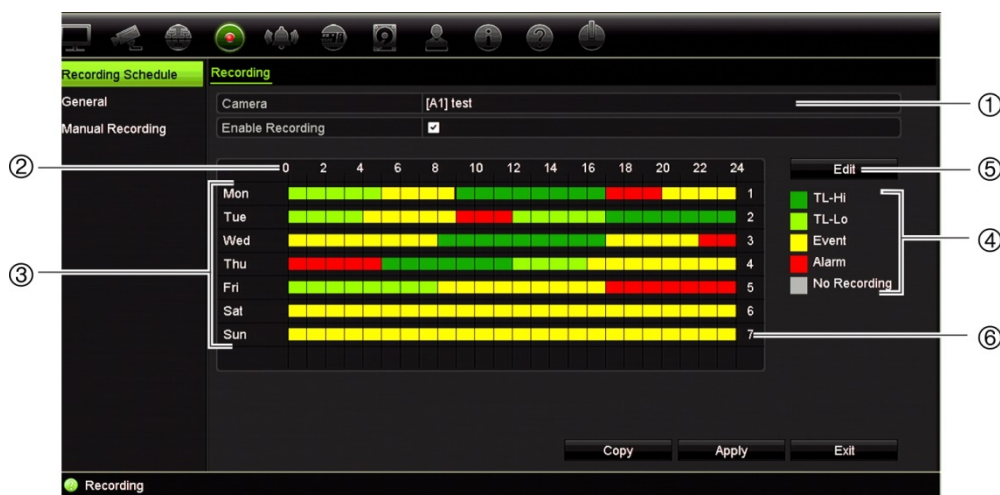 Recording Schedule
General
Manual Recording
Recording
Camera [A1] test ①
Enable Recording
② 0 2 4 6 8 10 12 14 16 18 20 22 24
③
Mon 1
Tue 2
Wed 3
Thu 4
Fri 5
Sat 6
Sun 7 ⑥
Edit ⑤
TL-Hi
TL-Lo
Event ④
Alarm
No Recording
Copy Apply Exit
Recording